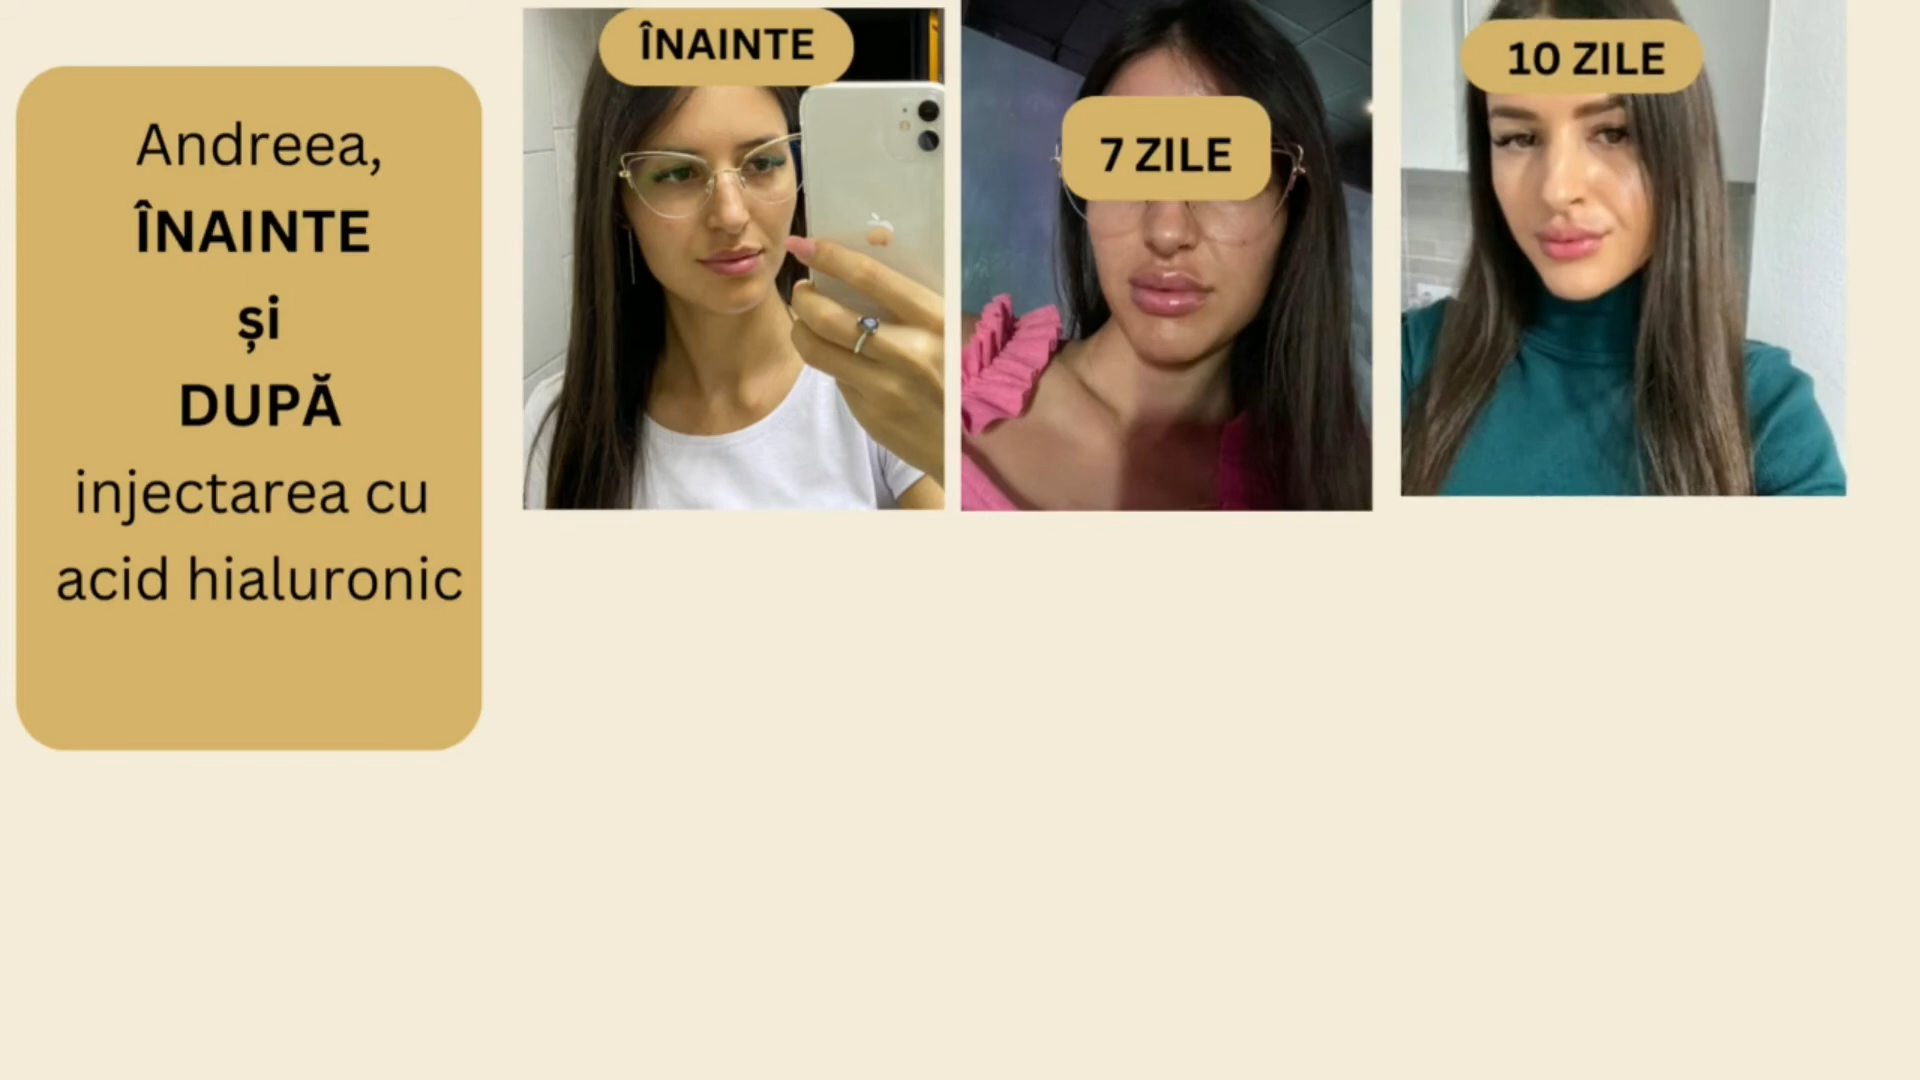 Andreea,
ÎNAINTE
și
DUPĂ
injectarea cu
acid hialuronic
ÎNAINTE
7 ZILE
10 ZILE